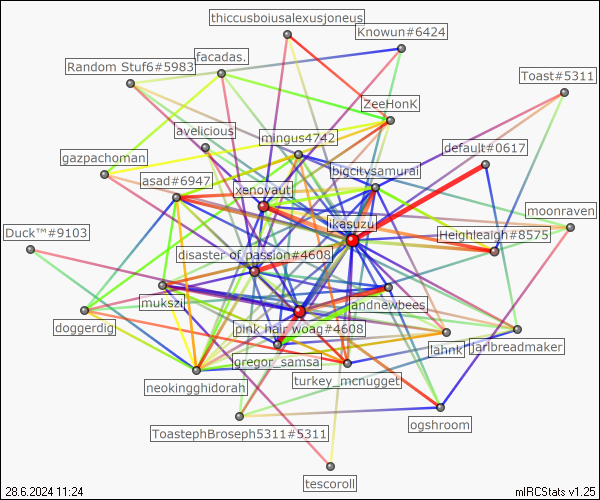 thiccusboiusalexusjoneus
Knowun#6424
facadas.
Random Stuf6#5983
Toast#5311
ZeeHonK
avelicious
mingus4742
default#0617
gazpachoman
bigcitysamurai
asad#6947
xenoyaut
moonraven
ikasuzu
Duck™#9103
Heighleaigh#8575
disaster of passion#4608
mukszi
andnewbees
doggerdig
pink hair woag#4608
iahnk
jarlbreadmaker
gregor_samsa
neokingghidorah
turkey_mcnugget
ToastephBroseph5311#5311
ogshroom
tescoroll
28.6.2024 11:24
mIRCStats v1.25